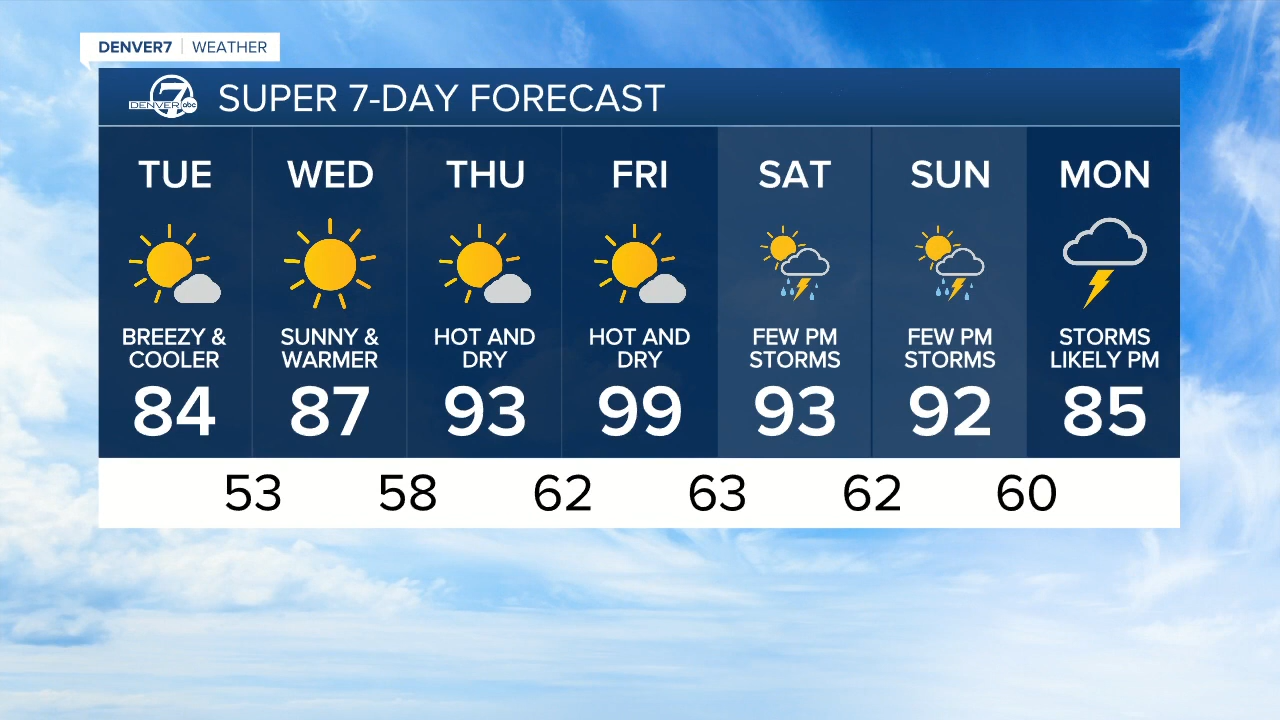 DENVER7 | WEATHER
7
DENVER abc
SUPER 7-DAY FORECAST
TUE WED THU FRI SAT SUN MON
BREEZY & SUNNY & HOT AND HOT AND FEW PM FEW PM STORMS
COOLER WARMER DRY DRY STORMS STORMS LIKELY PM
84 87 93 99 93 92 85
53 58 62 63 62 60